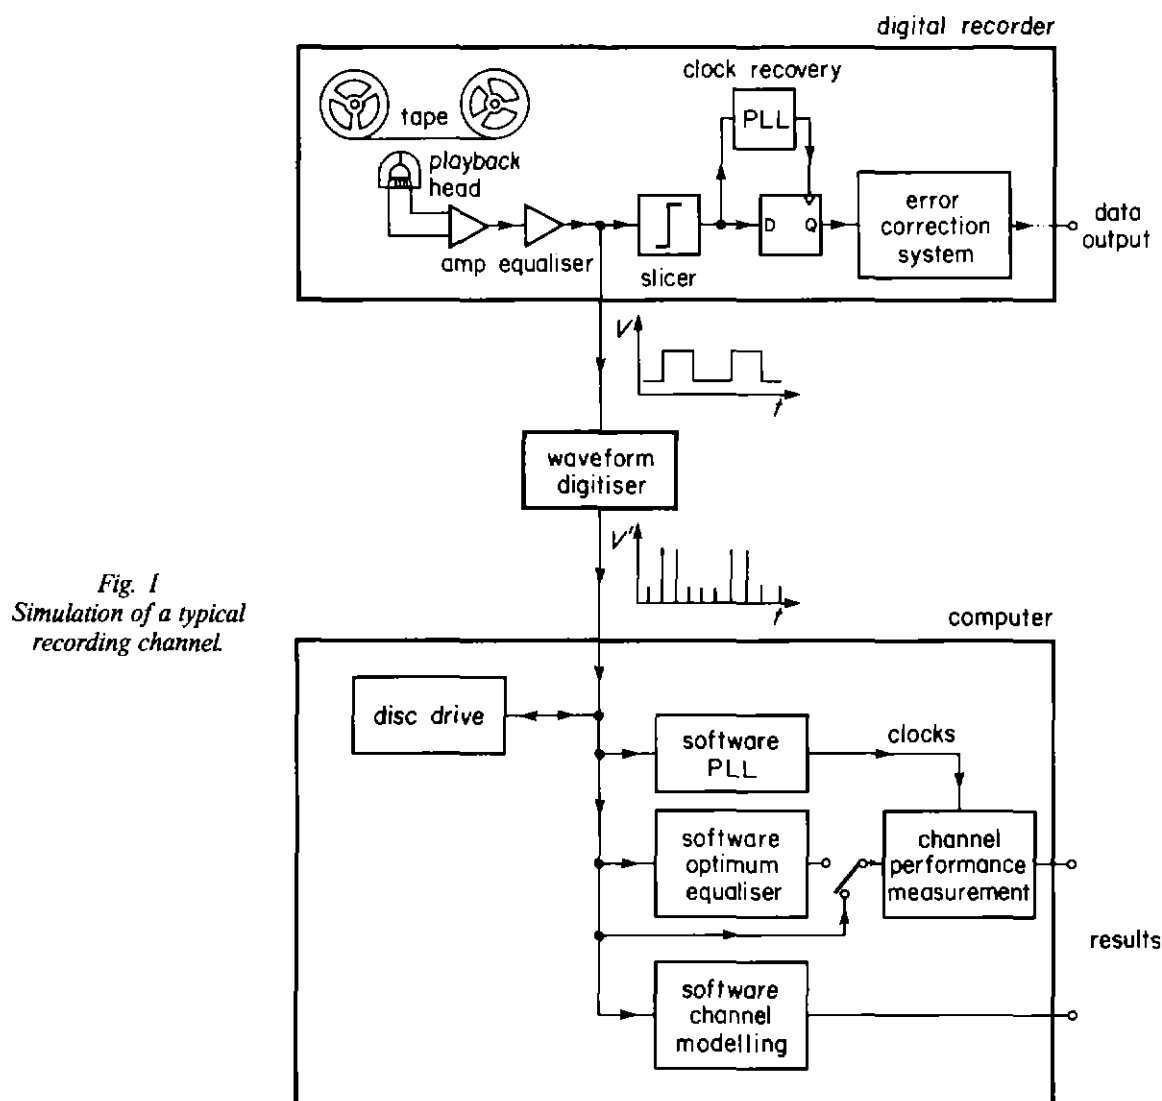 digital recorder
clock recovery
PLL
tape
playback
head
amp equaliser
slicer
D Q
error
correction
system
data
output
V
t
waveform
digitiser
V'
t
Fig. 1
Simulation of a typical
recording channel.
computer
disc drive
software
PLL
clocks
software
optimum
equaliser
channel
performance
measurement
results
software
channel
modelling